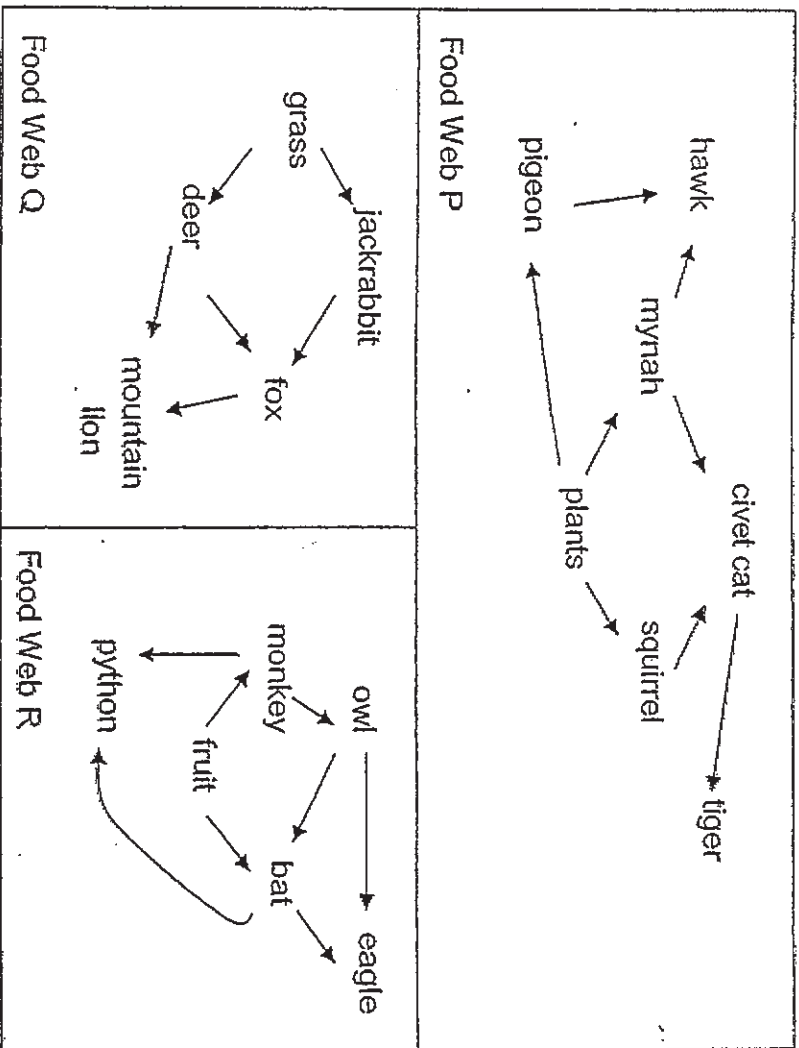 hawk
mynah
civet cat
tiger
pigeon
plants
squirrel
Food Web P
grass
jackrabbit
deer
fox
mountain
lion
Food Web Q
owl
monkey
fruit
bat
eagle
python
Food Web R